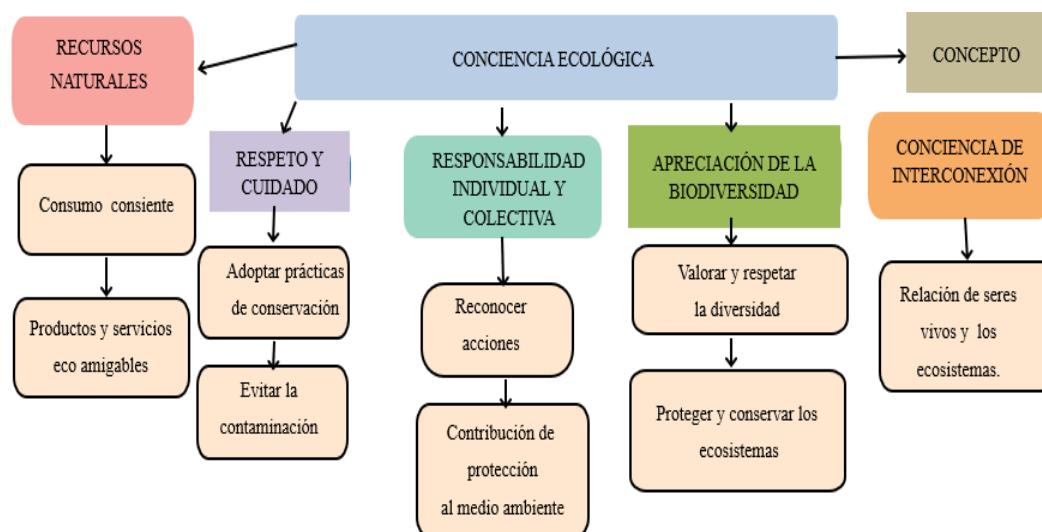 RECURSOS
NATURALES
CONCIENCIA ECOLÓGICA
CONCEPTO
RESPETO Y
CUIDADO
RESPONSABILIDAD
INDIVIDUAL Y
COLECTIVA
APRECIACIÓN DE LA
BIODIVERSIDAD
CONCIENCIA DE
INTERCONEXIÓN
Consumo consiente
Productos y servicios
eco amigables
Adoptar prácticas
de conservación
Evitar la
contaminación
Reconocer
acciones
Contribución de
protección
al medio ambiente
Valorar y respetar
la diversidad
Proteger y conservar los
ecosistemas
Relación de seres
vivos y los
ecosistemas.